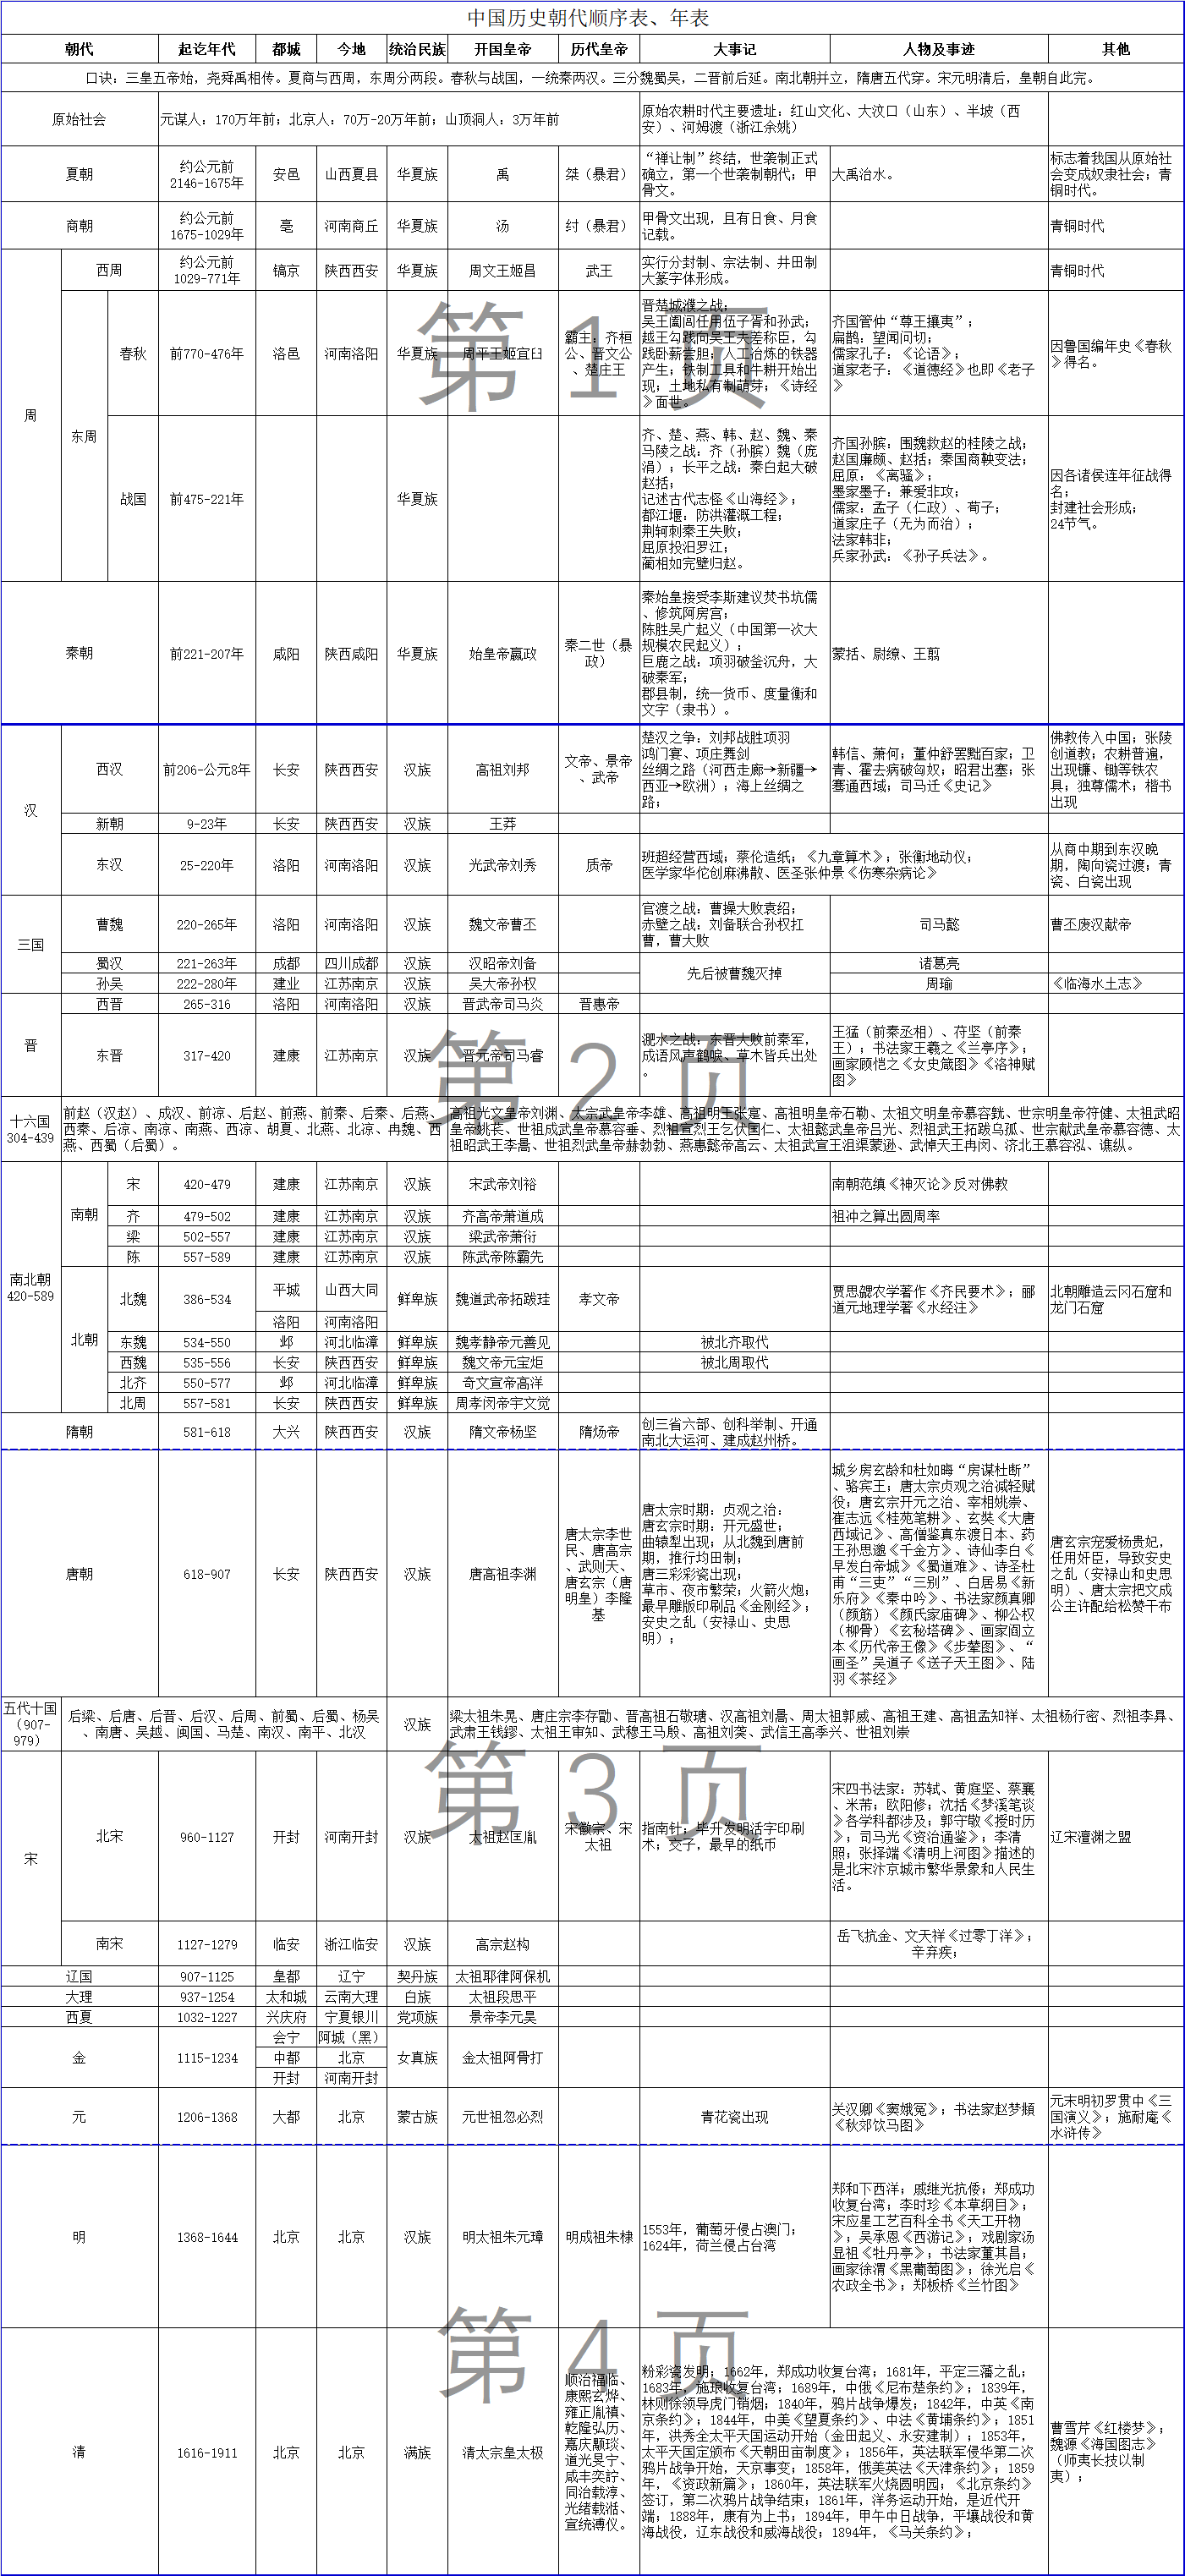 中国历史朝代顺序表、年表
朝代 起讫年代 都城 今地 统治民族 开国皇帝 历代皇帝 大事记 人物及事迹 其他
口诀：三皇五帝始，尧舜禹相传。夏商与西周，东周分两段。春秋与战国，一统秦两汉。三分魏蜀吴，二晋前后延。南北朝并立，隋唐五代穿。宋元明清后，皇朝自此完。
原始社会
元谋人：170万年前；北京人：70万-20万年前；山顶洞人：3万年前
原始农耕时代主要遗址：红山文化、大汶口（山东）、半坡（西
安）、河姆渡（浙江余姚）
夏朝
约公元前
2146-1675年
安邑 山西夏县 华夏族 禹 桀（暴君）
“禅让制”终结，世袭制正式
确立，第一个世袭制朝代；甲
骨文。
大禹治水。
标志着我国从原始社
会变成奴隶社会；青
铜时代。
商朝
约公元前
1675-1029年
亳 河南商丘 华夏族 汤 纣（暴君）
甲骨文出现，且有日食、月食
记载。
青铜时代
周
西周
约公元前
1029-771年
镐京 陕西西安 华夏族 周文王姬昌 武王
实行分封制、宗法制、井田制
大篆字体形成。
青铜时代
东周
春秋 前770-476年 洛邑 河南洛阳 华夏族 周平王姬宜臼
霸主：齐桓
公、晋文公
、楚庄王
晋楚城濮之战；
吴王阖闾任用伍子胥和孙武；
越王勾践向吴王夫差称臣，勾
践卧薪尝胆；人工冶炼的铁器
产生；铁制工具和牛耕开始出
现；土地私有制萌芽；《诗经
》面世。
齐国管仲“尊王攘夷”；
扁鹊：望闻问切；
儒家孔子：《论语》；
道家老子：《道德经》也即《老子
》
因鲁国编年史《春秋
》得名。
第 1 页
战国 前475-221年 华夏族
齐、楚、燕、韩、赵、魏、秦
马陵之战：齐（孙膑）魏（庞
涓）；长平之战：秦白起大破
赵括；
记述古代志怪《山海经》；
都江堰：防洪灌溉工程；
荆轲刺秦王失败；
屈原投汨罗江；
蔺相如完璧归赵。
齐国孙膑：围魏救赵的桂陵之战；
赵国廉颇、赵括；秦国商鞅变法；
屈原：《离骚》；
墨家墨子：兼爱非攻；
儒家：孟子（仁政）、荀子；
道家庄子（无为而治）；
法家韩非；
兵家孙武：《孙子兵法》。
因各诸侯连年征战得
名；
封建社会形成；
24节气。
秦朝 前221-207年 咸阳 陕西咸阳 华夏族 始皇帝嬴政
秦二世（暴
政）
秦始皇接受李斯建议焚书坑儒
、修筑阿房宫；
陈胜吴广起义（中国第一次大
规模农民起义）；
巨鹿之战：项羽破釜沉舟，大
破秦军；
郡县制，统一货币、度量衡和
文字（隶书）。
蒙括、尉缭、王翦
汉
西汉 前206-公元8年 长安 陕西西安 汉族 高祖刘邦
文帝、景帝
、武帝
楚汉之争：刘邦战胜项羽
鸿门宴、项庄舞剑
丝绸之路（河西走廊→新疆→
西亚→欧洲）；海上丝绸之
路；
韩信、萧何；董仲舒罢黜百家；卫
青、霍去病破匈奴；昭君出塞；张
骞通西域；司马迁《史记》
佛教传入中国；张陵
创道教；农耕普遍，
出现镰、锄等铁农
具；独尊儒术；楷书
出现
新朝 9-23年 长安 陕西西安 汉族 王莽
东汉 25-220年 洛阳 河南洛阳 汉族 光武帝刘秀 质帝
班超经营西域；蔡伦造纸；《九章算术》；张衡地动仪；
医学家华佗创麻沸散、医圣张仲景《伤寒杂病论》
从商中期到东汉晚
期，陶向瓷过渡；青
瓷、白瓷出现
三国
曹魏 220-265年 洛阳 河南洛阳 汉族 魏文帝曹丕
官渡之战：曹操大败袁绍；
赤壁之战：刘备联合孙权扛
曹，曹大败
司马懿
曹丕废汉献帝
蜀汉 221-263年 成都 四川成都 汉族 汉昭帝刘备
先后被曹魏灭掉
诸葛亮
孙吴 222-280年 建业 江苏南京 汉族 吴大帝孙权 周瑜 《临海水土志》
晋
西晋 265-316 洛阳 河南洛阳 汉族 晋武帝司马炎 晋惠帝
东晋 317-420 建康 江苏南京 汉族 晋元帝司马睿
淝水之战：东晋大败前秦军，
成语风声鹤唳、草木皆兵出处
。
王猛（前秦丞相）、苻坚（前秦
王）；书法家王羲之《兰亭序》；
画家顾恺之《女史箴图》《洛神赋
图》
第 2 页
十六国
304-439
前赵（汉赵）、成汉、前凉、后赵、前燕、前秦、后秦、后燕、
西秦、后凉、南凉、南燕、西凉、胡夏、北燕、北凉、冉魏、西
燕、西蜀（后蜀）。
高祖光文皇帝刘渊、太宗武皇帝李雄、高祖明王张寔、高祖明皇帝石勒、太祖文明皇帝慕容皝、世宗明皇帝苻健、太祖武昭
皇帝姚苌、世祖成武皇帝慕容垂、烈祖宣烈王乞伏国仁、太祖懿武皇帝吕光、烈祖武王拓跋乌孤、世宗献武皇帝慕容德、太
祖昭武王李暠、世祖烈武皇帝赫勃勃、燕惠懿帝高云、太祖武宣王沮渠蒙逊、武悼天王冉闵、济北王慕容泓、谯纵。
南北朝
420-589
南朝
宋 420-479 建康 江苏南京 汉族 宋武帝刘裕 南朝范缜《神灭论》反对佛教
齐 479-502 建康 江苏南京 汉族 齐高帝萧道成 祖冲之算出圆周率
梁 502-557 建康 江苏南京 汉族 梁武帝萧衍
陈 557-589 建康 江苏南京 汉族 陈武帝陈霸先
北朝
北魏 386-534
平城 山西大同
洛阳 河南洛阳
鲜卑族 魏道武帝拓跋珪 孝文帝
贾思勰农学著作《齐民要术》；郦
道元地理学著《水经注》
北朝雕造云冈石窟和
龙门石窟
东魏 534-550 邺 河北临漳 鲜卑族 魏孝静帝元善见 被北齐取代
西魏 535-556 长安 陕西西安 鲜卑族 魏文帝元宝炬 被北周取代
北齐 550-577 邺 河北临漳 鲜卑族 奇文宣帝高洋
北周 557-581 长安 陕西西安 鲜卑族 周孝闵帝宇文觉
隋朝 581-618 大兴 陕西西安 汉族 隋文帝杨坚 隋炀帝
创三省六部、创科举制、开通
南北大运河、建成赵州桥。
唐朝 618-907 长安 陕西西安 汉族 唐高祖李渊
唐太宗李世
民、唐高宗
、武则天、
唐玄宗（唐
明皇）李隆
基
唐太宗时期：贞观之治；
唐玄宗时期：开元盛世；
曲辕犁出现；从北魏到唐前
期，推行均田制；
唐三彩彩瓷出现；
草市、夜市繁荣；火箭火炮；
最早雕版印刷品《金刚经》；
安史之乱（安禄山、史思
明）；
城乡房玄龄和杜如晦“房谋杜断”
、骆宾王；唐太宗贞观之治减轻赋
役；唐玄宗开元之治、宰相姚崇、
崔志远《桂苑笔耕》、玄奘《大唐
西域记》、高僧鉴真东渡日本、药
王孙思邈《千金方》、诗仙李白《
早发白帝城》《蜀道难》、诗圣杜
甫“三吏”“三别”、白居易《新
乐府》《秦中吟》、书法家颜真卿
（颜筋）《颜氏家庙碑》、柳公权
（柳骨）《玄秘塔碑》、画家阎立
本《历代帝王像》《步辇图》、“
画圣”吴道子《送子天王图》、陆
羽《茶经》
唐玄宗宠爱杨贵妃，
任用奸臣，导致安史
之乱（安禄山和史思
明）、唐太宗把文成
公主许配给松赞干布
五代十国
（907-
979）
后梁、后唐、后晋、后汉、后周、前蜀、后蜀、杨吴
、南唐、吴越、闽国、马楚、南汉、南平、北汉
汉族
梁太祖朱晃、唐庄宗李存勖、晋高祖石敬瑭、汉高祖刘暠、周太祖郭威、高祖王建、高祖孟知祥、太祖杨行密、烈祖李昪、
武肃王钱鏐、太祖王审知、武穆王马殷、高祖刘䶮、武信王高季兴、世祖刘崇
第 3 页
宋
北宋 960-1127 开封 河南开封 汉族 太祖赵匡胤
宋徽宗、宋
太祖
指南针；毕升发明活字印刷
术；交子，最早的纸币
宋四书法家：苏轼、黄庭坚、蔡襄
、米芾；欧阳修；沈括《梦溪笔谈
》各学科都涉及；郭守敬《授时历
》；司马光《资治通鉴》；李清
照；张择端《清明上河图》描述的
是北宋汴京城市繁华景象和人民生
活。
辽宋澶渊之盟
南宋 1127-1279 临安 浙江临安 汉族 高宗赵构
岳飞抗金、文天祥《过零丁洋》；
辛弃疾；
辽国 907-1125 皇都 辽宁 契丹族 太祖耶律阿保机
大理 937-1254 太和城 云南大理 白族 太祖段思平
西夏 1032-1227 兴庆府 宁夏银川 党项族 景帝李元昊
金 1115-1234
会宁 阿城（黑）
中都 北京
开封 河南开封
女真族 金太祖阿骨打
元 1206-1368 大都 北京 蒙古族 元世祖忽必烈 青花瓷出现
关汉卿《窦娥冤》；书法家赵梦頫
《秋郊饮马图》
元末明初罗贯中《三
国演义》；施耐庵《
水浒传》
明 1368-1644 北京 北京 汉族 明太祖朱元璋 明成祖朱棣
1553年，葡萄牙侵占澳门；
1624年，荷兰侵占台湾
郑和下西洋；戚继光抗倭；郑成功
收复台湾；李时珍《本草纲目》；
宋应星工艺百科全书《天工开物
》；吴承恩《西游记》；戏剧家汤
显祖《牡丹亭》；书法家董其昌；
画家徐渭《黑葡萄图》；徐光启《
农政全书》；郑板桥《兰竹图》
第 4 页
清 1616-1911 北京 北京 满族 清太宗皇太极
顺治福临、
康熙玄烨、
雍正胤禛、
乾隆弘历、
嘉庆颙琰、
道光旻宁、
咸丰奕詝、
同治载淳、
光绪载湉、
宣统溥仪。
粉彩瓷发明；1662年，郑成功收复台湾；1681年，平定三藩之乱；
1683年，施琅收复台湾；1689年，中俄《尼布楚条约》；1839年，
林则徐领导虎门销烟；1840年，鸦片战争爆发；1842年，中英《南
京条约》；1844年，中美《望夏条约》、中法《黄埔条约》；1851
年，洪秀全太平天国运动开始（金田起义、永安建制）；1853年，
太平天国定颁布《天朝田亩制度》；1856年，英法联军侵华第二次
鸦片战争开始，天京事变；1858年，俄美英法《天津条约》；1859
年，《资政新篇》；1860年，英法联军火烧圆明园；《北京条约》
签订，第二次鸦片战争结束；1861年，洋务运动开始，是近代开
端；1888年，康有为上书；1894年，甲午中日战争，平壤战役和黄
海战役，辽东战役和威海战役；1894年，《马关条约》；
曹雪芹《红楼梦》；
魏源《海国图志》
（师夷长技以制
夷）；